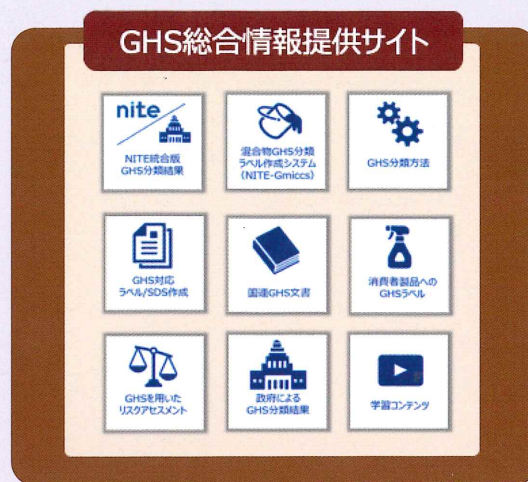 GHS総合情報提供サイト
nite
NITE統合版
GHS分類結果
混合物GHS分類
ラベル作成システム
(NITE-Gmiccs)
GHS分類方法
GHS対応
ラベル/SDS作成
国連GHS文書
消費者製品への
GHSラベル
GHSを用いた
リスクアセスメント
政府による
GHS分類結果
学習コンテンツ